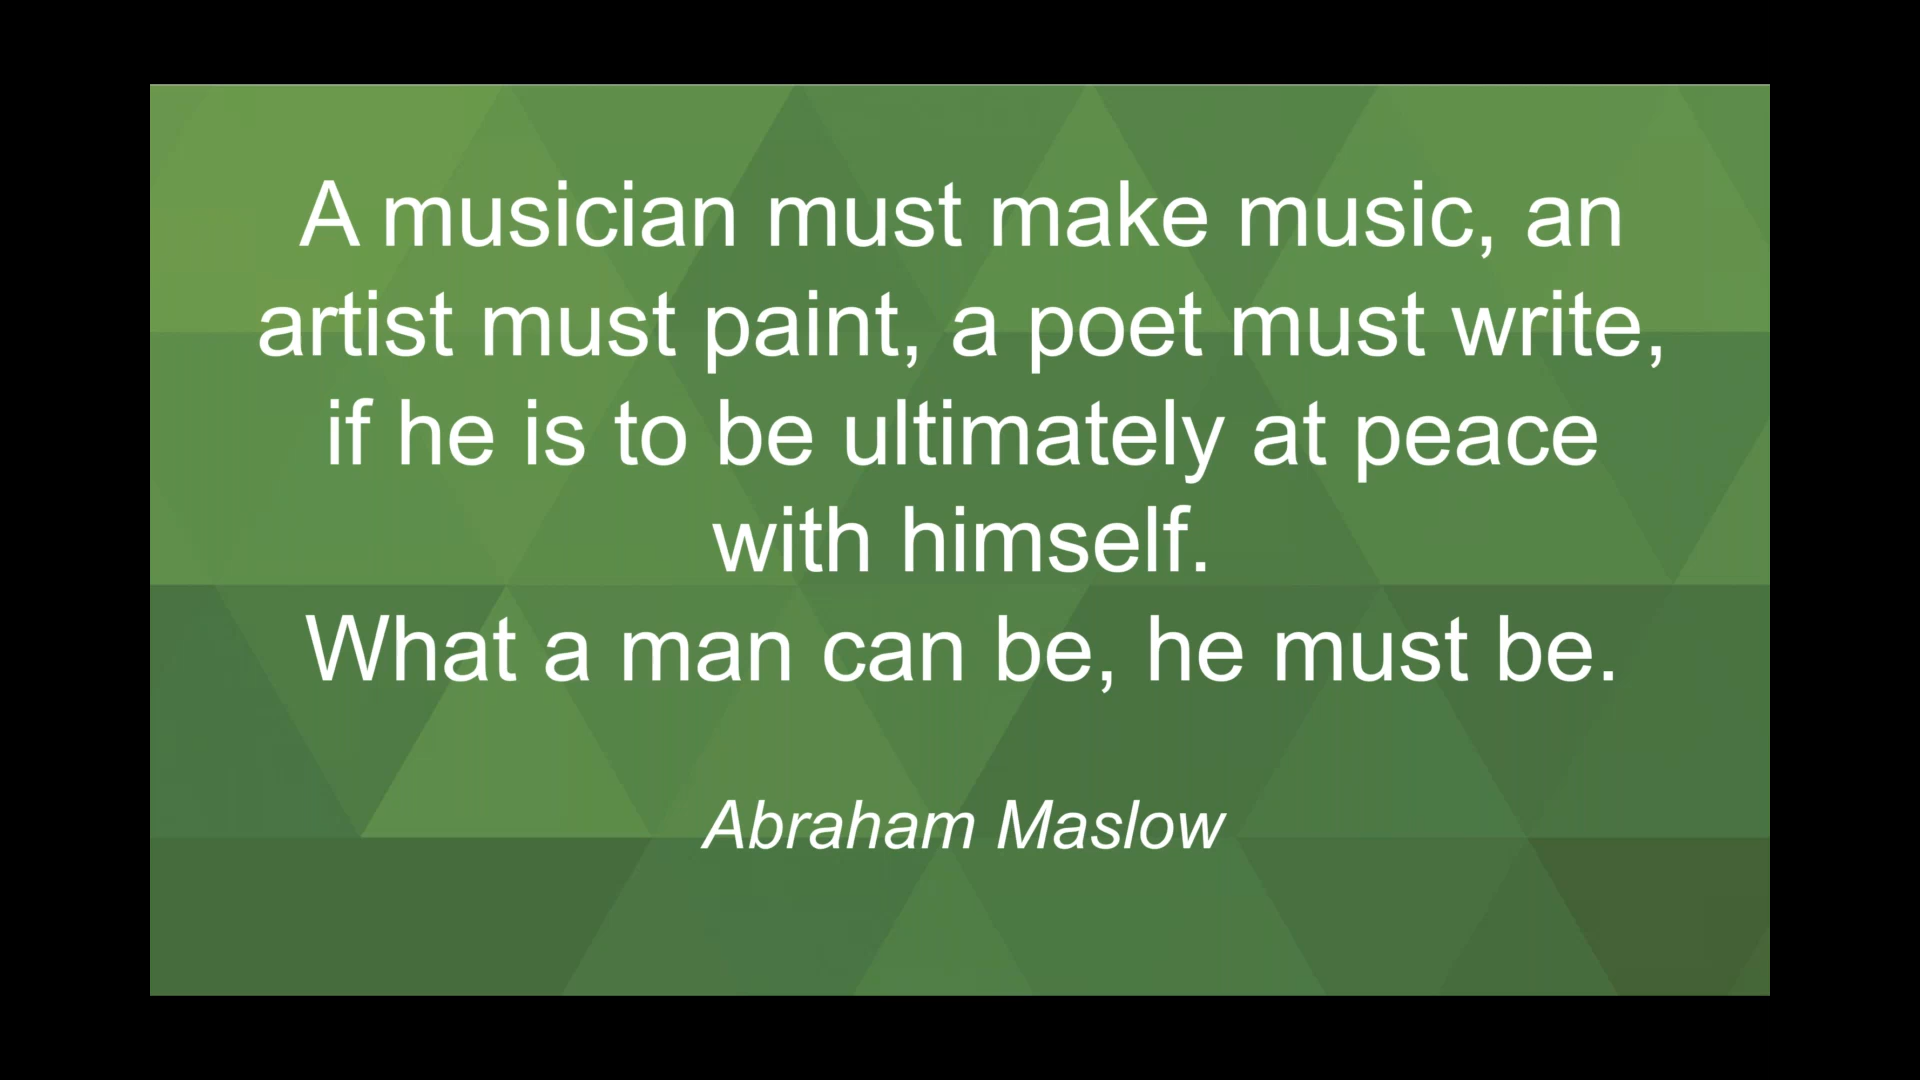 A musician must make music, an
artist must paint, a poet must write,
if he is to be ultimately at peace
with himself.
What a man can be, he must be.
Abraham Maslow